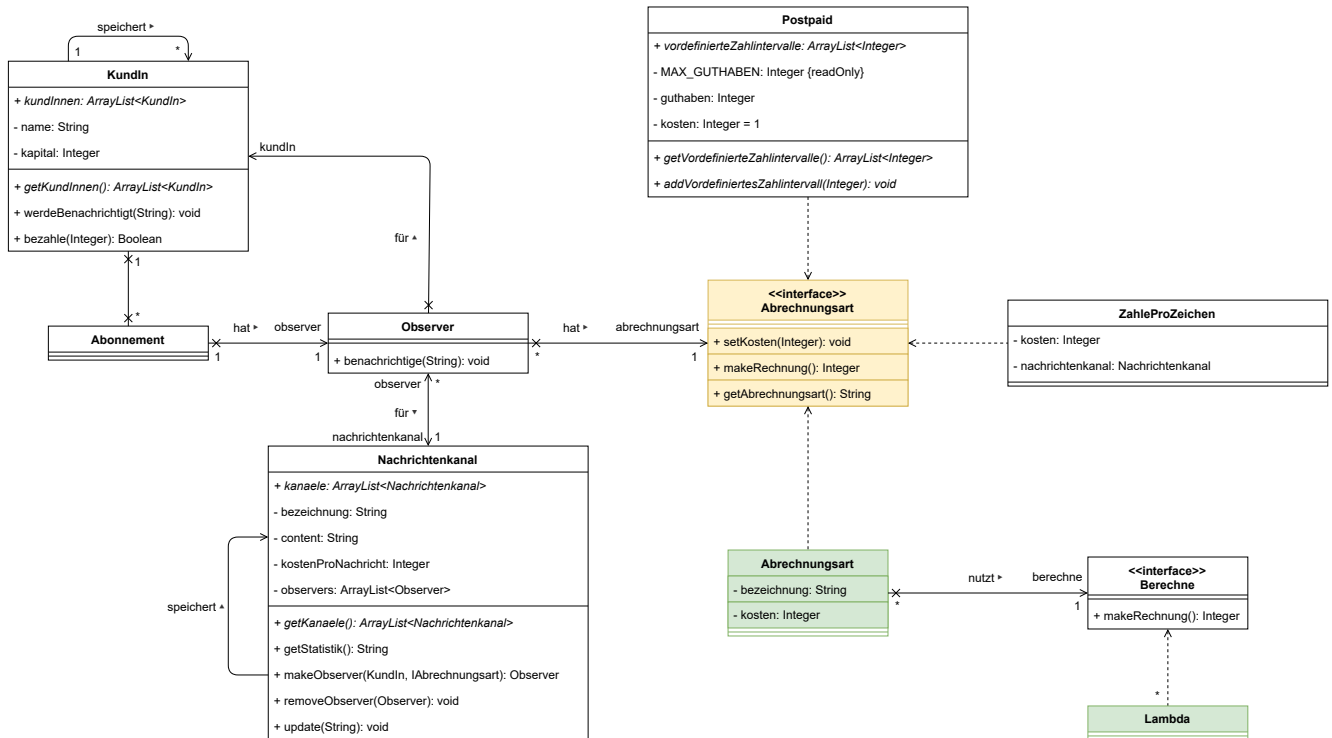 speichert ▸
1
*
KundIn
+ kundInnen: ArrayList<KundIn>
- name: String
- kapital: Integer
+ getKundInnen(): ArrayList<KundIn>
+ werdeBenachrichtigt(String): void
+ bezahle(Integer): Boolean
kundIn
für ▴
1
*
Abonnement
hat ▸
observer
1
1
Observer
+ benachrichtige(String): void
hat ▸
abrechnungsart
*
1
observer
*
für ▾
nachrichtenkanal
1
Nachrichtenkanal
+ kanaele: ArrayList<Nachrichtenkanal>
- bezeichnung: String
- content: String
- kostenProNachricht: Integer
- observers: ArrayList<Observer>
+ getKanaele(): ArrayList<Nachrichtenkanal>
+ getStatistik(): String
+ makeObserver(KundIn, IAbrechnungsart): Observer
+ removeObserver(Observer): void
+ update(String): void
speichert ▴
Postpaid
+ vordefinierteZahlintervalle: ArrayList<Integer>
- MAX_GUTHABEN: Integer {readOnly}
- guthaben: Integer
- kosten: Integer = 1
+ getVordefinierteZahlintervalle(): ArrayList<Integer>
+ addVordefiniertesZahlintervall(Integer): void
<<interface>>
Abrechnungsart
+ setKosten(Integer): void
+ makeRechnung(): Integer
+ getAbrechnungsart(): String
ZahleProZeichen
- kosten: Integer
- nachrichtenkanal: Nachrichtenkanal
Abrechnungsart
- bezeichnung: String
- kosten: Integer
nutzt ▸
berechne
*
1
<<interface>>
Berechne
+ makeRechnung(): Integer
*
Lambda